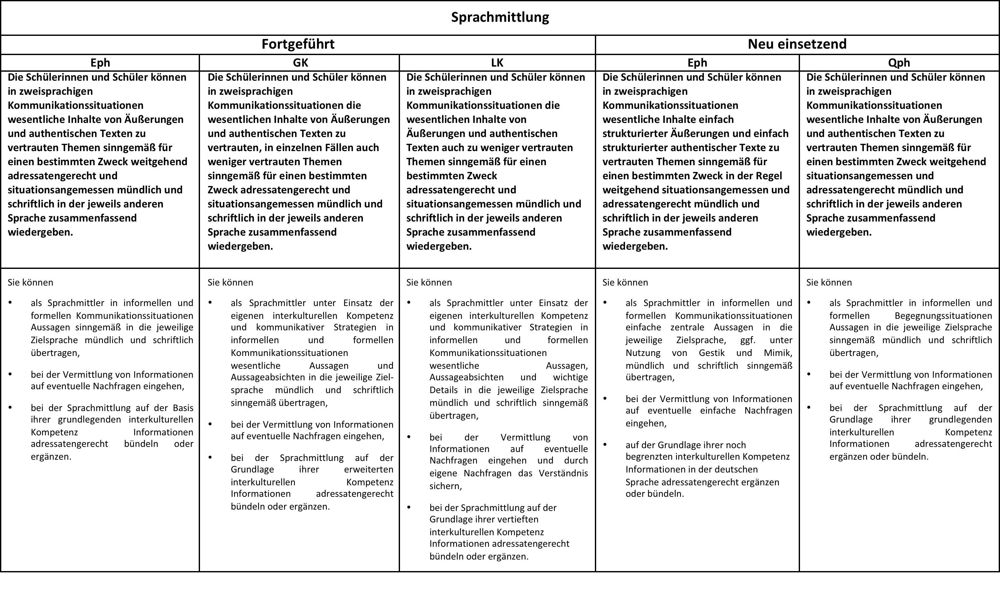 Sprachmittlung
Fortgeführt
Neu einsetzend
Eph
GK
LK
Eph
Qph
Die Schülerinnen und Schüler können
in zweisprachigen
Kommunikationssituationen
wesentliche Inhalte von Äußerungen
und authentischen Texten zu
vertrauten Themen sinngemäß für
einen bestimmten Zweck weitgehend
adressatengerecht und
situationsangemessen mündlich und
schriftlich in der jeweils anderen
Sprache zusammenfassend
wiedergeben.
Die Schülerinnen und Schüler können
in zweisprachigen
Kommunikationssituationen die
wesentlichen Inhalte von Äußerungen
und authentischen Texten zu
vertrauten, in einzelnen Fällen auch
weniger vertrauten Themen
sinngemäß für einen bestimmten
Zweck adressatengerecht und
situationsangemessen mündlich und
schriftlich in der jeweils anderen
Sprache zusammenfassend
wiedergeben.
Die Schülerinnen und Schüler können
in zweisprachigen
Kommunikationssituationen die
wesentlichen Inhalte von
Äußerungen und authentischen
Texten auch zu weniger vertrauten
Themen sinngemäß für einen
bestimmten Zweck
adressatengerecht und
situationsangemessen mündlich und
schriftlich in der jeweils anderen
Sprache zusammenfassend
wiedergeben.
Die Schülerinnen und Schüler können
in zweisprachigen
Kommunikationssituationen
wesentliche Inhalte einfach
strukturierter Äußerungen und einfach
strukturierter authentischer Texte zu
vertrauten Themen sinngemäß für
einen bestimmten Zweck in der Regel
weitgehend situationsangemessen und
adressatengerecht mündlich und
schriftlich in der jeweils anderen
Sprache zusammenfassend
wiedergeben.
Die Schülerinnen und Schüler können
in zweisprachigen
Kommunikationssituationen
wesentliche Inhalte von Äußerungen
und authentischen Texten zu
vertrauten Themen sinngemäß für
einen bestimmten Zweck weitgehend
situationsangemessen und
adressatengerecht mündlich und
schriftlich in der jeweils anderen
Sprache zusammenfassend
wiedergeben.
Sie können
• als Sprachmittler in informellen und
formellen Kommunikationssituationen
Aussagen sinngemäß in die jeweilige
Zielsprache mündlich und schriftlich
übertragen,
• bei der Vermittlung von Informationen
auf eventuelle Nachfragen eingehen,
• bei der Sprachmittlung auf der Basis
ihrer grundlegenden interkulturellen
Kompetenz Informationen
adressatengerecht bündeln oder
ergänzen.
Sie können
• als Sprachmittler unter Einsatz der
eigenen interkulturellen Kompetenz
und kommunikativer Strategien in
informellen und formellen
Kommunikationssituationen
wesentliche Aussagen und
Aussageabsichten in die jeweilige Ziel-
sprache mündlich und schriftlich
sinngemäß übertragen,
• bei der Vermittlung von Informationen
auf eventuelle Nachfragen eingehen,
• bei der Sprachmittlung auf der
Grundlage ihrer erweiterten
interkulturellen Kompetenz
Informationen adressatengerecht
bündeln oder ergänzen.
Sie können
• als Sprachmittler unter Einsatz der
eigenen interkulturellen Kompetenz
und kommunikativer Strategien in
informellen und formellen
Kommunikationssituationen
wesentliche Aussagen,
Aussageabsichten und wichtige
Details in die jeweilige Zielsprache
mündlich und schriftlich sinngemäß
übertragen,
• bei der Vermittlung von
Informationen auf eventuelle
Nachfragen eingehen und durch
eigene Nachfragen das Verständnis
sichern,
• bei der Sprachmittlung auf der
Grundlage ihrer vertieften
interkulturellen Kompetenz
Informationen adressatengerecht
bündeln oder ergänzen.
Sie können
• als Sprachmittler in informellen und
formellen Kommunikationssituationen
einfache zentrale Aussagen in die
jeweilige Zielsprache, ggf. unter
Nutzung von Gestik und Mimik,
mündlich und schriftlich sinngemäß
übertragen,
• bei der Vermittlung von Informationen
auf eventuelle einfache Nachfragen
eingehen,
• auf der Grundlage ihrer noch
begrenzten interkulturellen Kompetenz
Informationen in der deutschen
Sprache adressatengerecht ergänzen
oder bündeln.
Sie können
• als Sprachmittler in informellen und
formellen Begegnungssituationen
Aussagen in die jeweilige Zielsprache
sinngemäß mündlich und schriftlich
übertragen,
• bei der Vermittlung von Informationen
auf eventuelle Nachfragen eingehen,
• bei der Sprachmittlung auf der
Grundlage ihrer grundlegenden
interkulturellen Kompetenz
Informationen adressatengerecht
ergänzen oder bündeln.